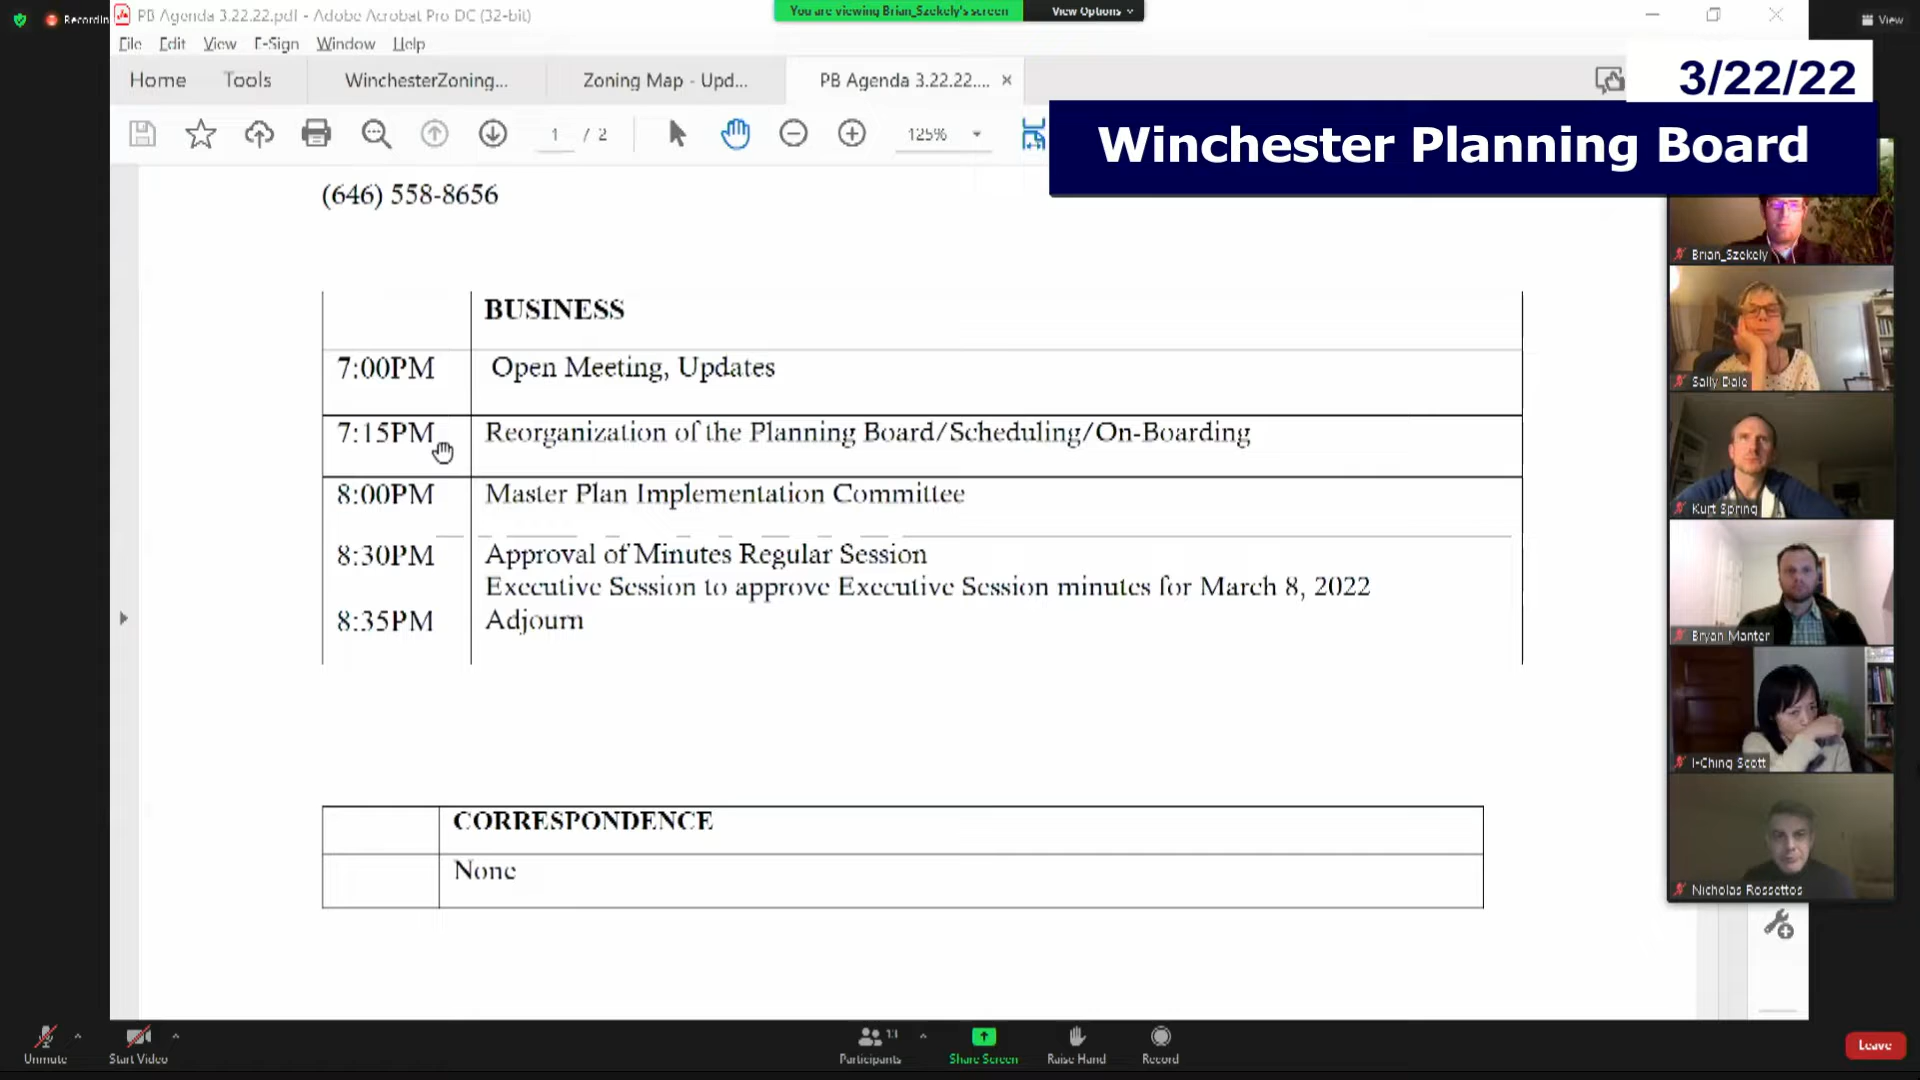 Recordin
PB Agenda 3.22.22.pdf - Adobe Acrobat Pro DC (32-bit)
You are viewing Brian_Szekely's screen
View Options
View
File Edit View E-Sign Window Help
Home Tools WinchesterZoning... Zoning Map - Upd... PB Agenda 3.22.22.... ×
3/22/22
1 / 2 125%
Winchester Planning Board
(646) 558-8656
BUSINESS
7:00PM Open Meeting, Updates
7:15PM Reorganization of the Planning Board/Scheduling/On-Boarding
8:00PM Master Plan Implementation Committee
8:30PM Approval of Minutes Regular Session
Executive Session to approve Executive Session minutes for March 8, 2022
8:35PM Adjourn
CORRESPONDENCE
None
Brian_Szekely
Sally Dale
Kurt Spring
Bryan Manter
I-Ching Scott
Nicholas Rossettos
Unmute
Start Video
Participants
Share Screen
Raise Hand
Record
Leave